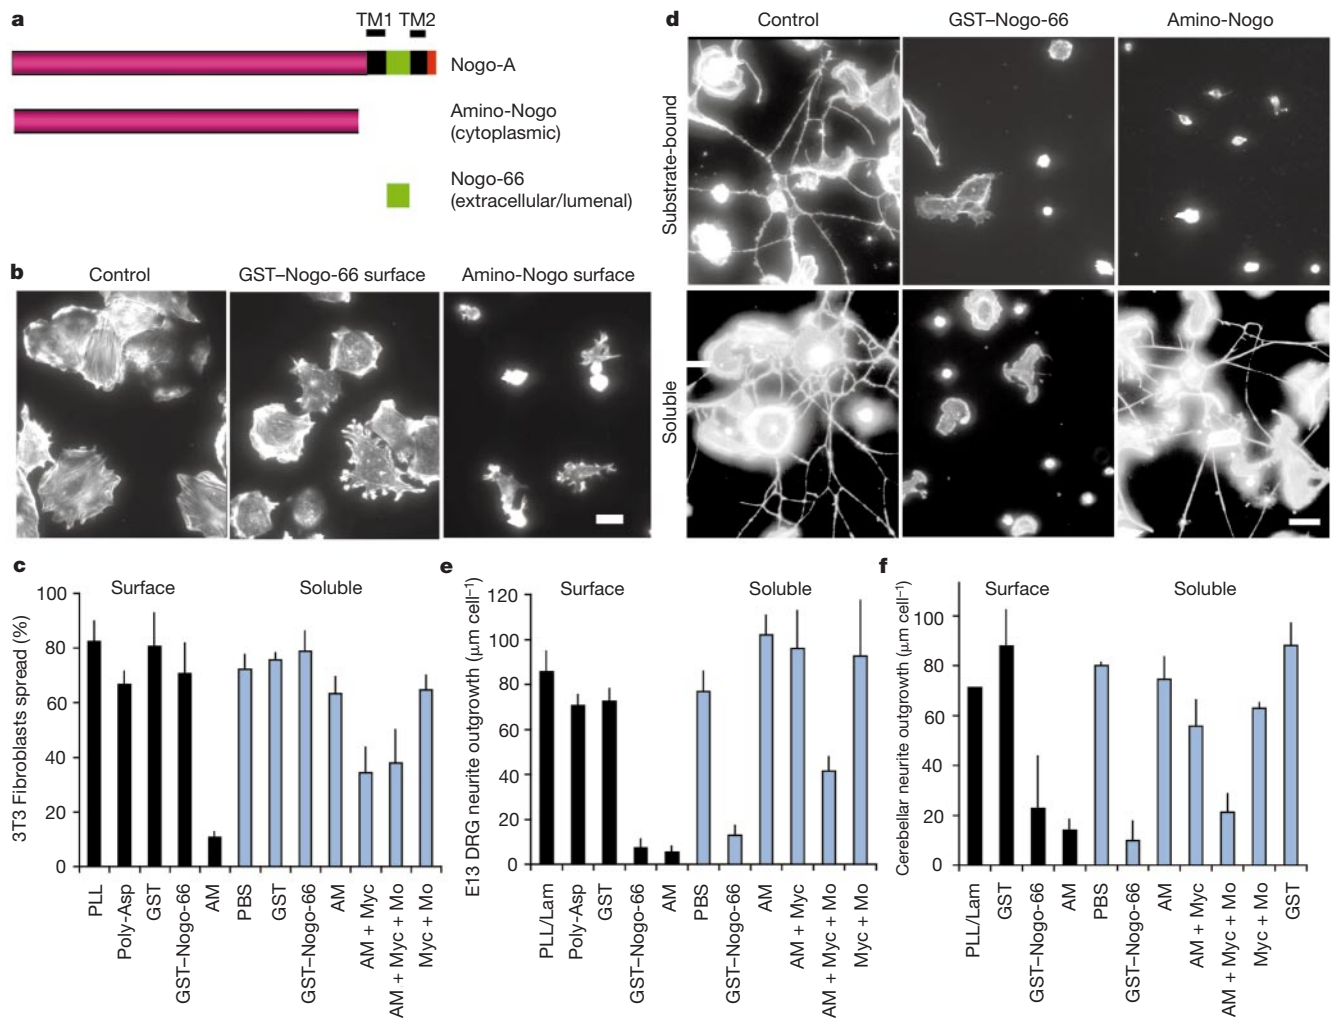 a
TM1 TM2
Nogo-A
Amino-Nogo
(cytoplasmic)
Nogo-66
(extracellular/lumenal)
b
Control
GST–Nogo-66 surface
Amino-Nogo surface
c
Surface
Soluble
3T3 Fibroblasts spread (%)
100
80
60
40
20
0
PLL
Poly-Asp
GST
GST–Nogo-66
AM
PBS
GST
GST–Nogo-66
AM
AM + Myc
AM + Myc + Mo
Myc + Mo
d
Control
GST–Nogo-66
Amino-Nogo
Substrate-bound
Soluble
e
Surface
Soluble
E13 DRG neurite outgrowth (μm cell⁻¹)
120
100
80
60
40
20
0
PLL/Lam
Poly-Asp
GST
GST–Nogo-66
AM
PBS
GST–Nogo-66
AM
AM + Myc
AM + Myc + Mo
Myc + Mo
f
Surface
Soluble
Cerebellar neurite outgrowth (μm cell⁻¹)
100
80
60
40
20
0
PLL/Lam
GST
GST–Nogo-66
AM
PBS
GST–Nogo-66
AM
AM + Myc
AM + Myc + Mo
Myc + Mo
GST